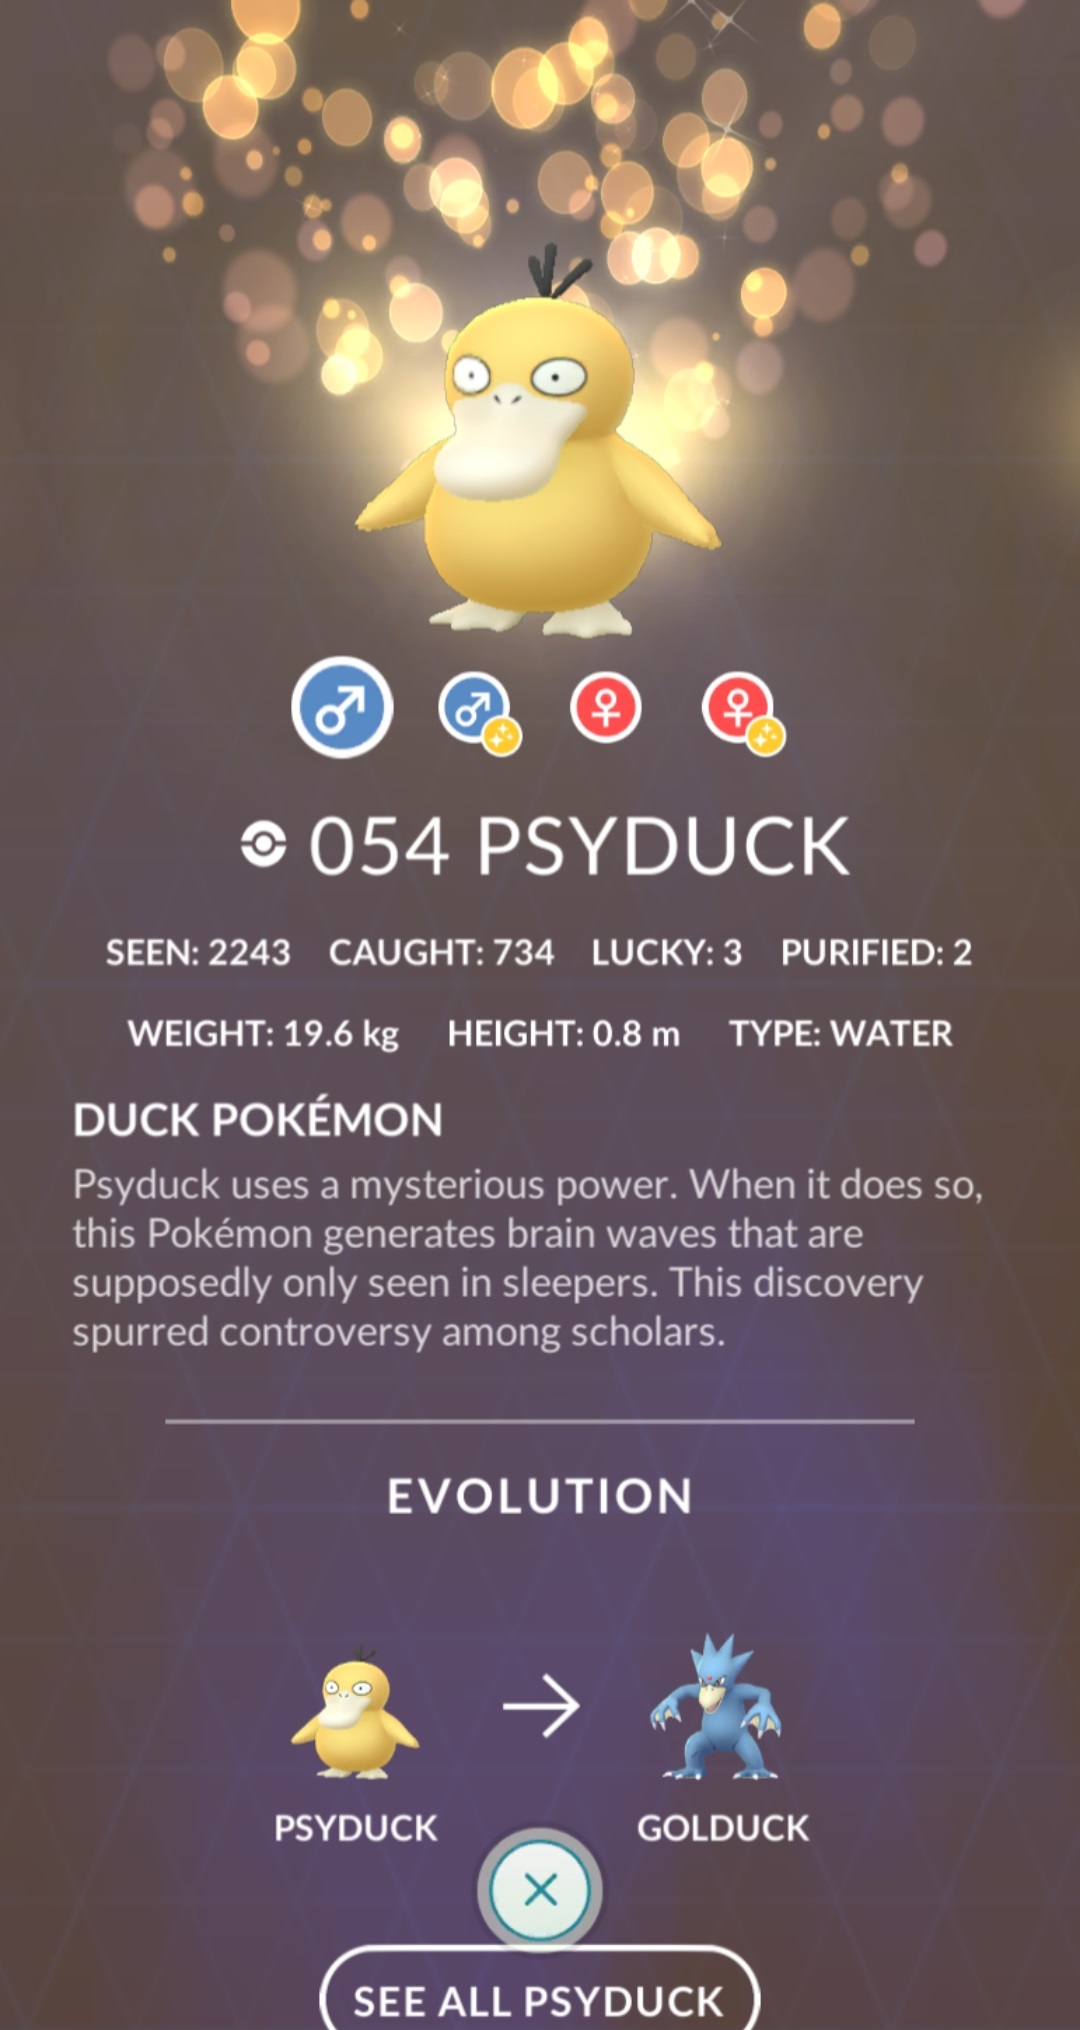 054 PSYDUCK
SEEN: 2243 CAUGHT: 734 LUCKY: 3 PURIFIED: 2
WEIGHT: 19.6 kg HEIGHT: 0.8 m TYPE: WATER
DUCK POKÉMON
Psyduck uses a mysterious power. When it does so,
this Pokémon generates brain waves that are
supposedly only seen in sleepers. This discovery
spurred controversy among scholars.
EVOLUTION
PSYDUCK GOLDUCK
SEE ALL PSYDUCK